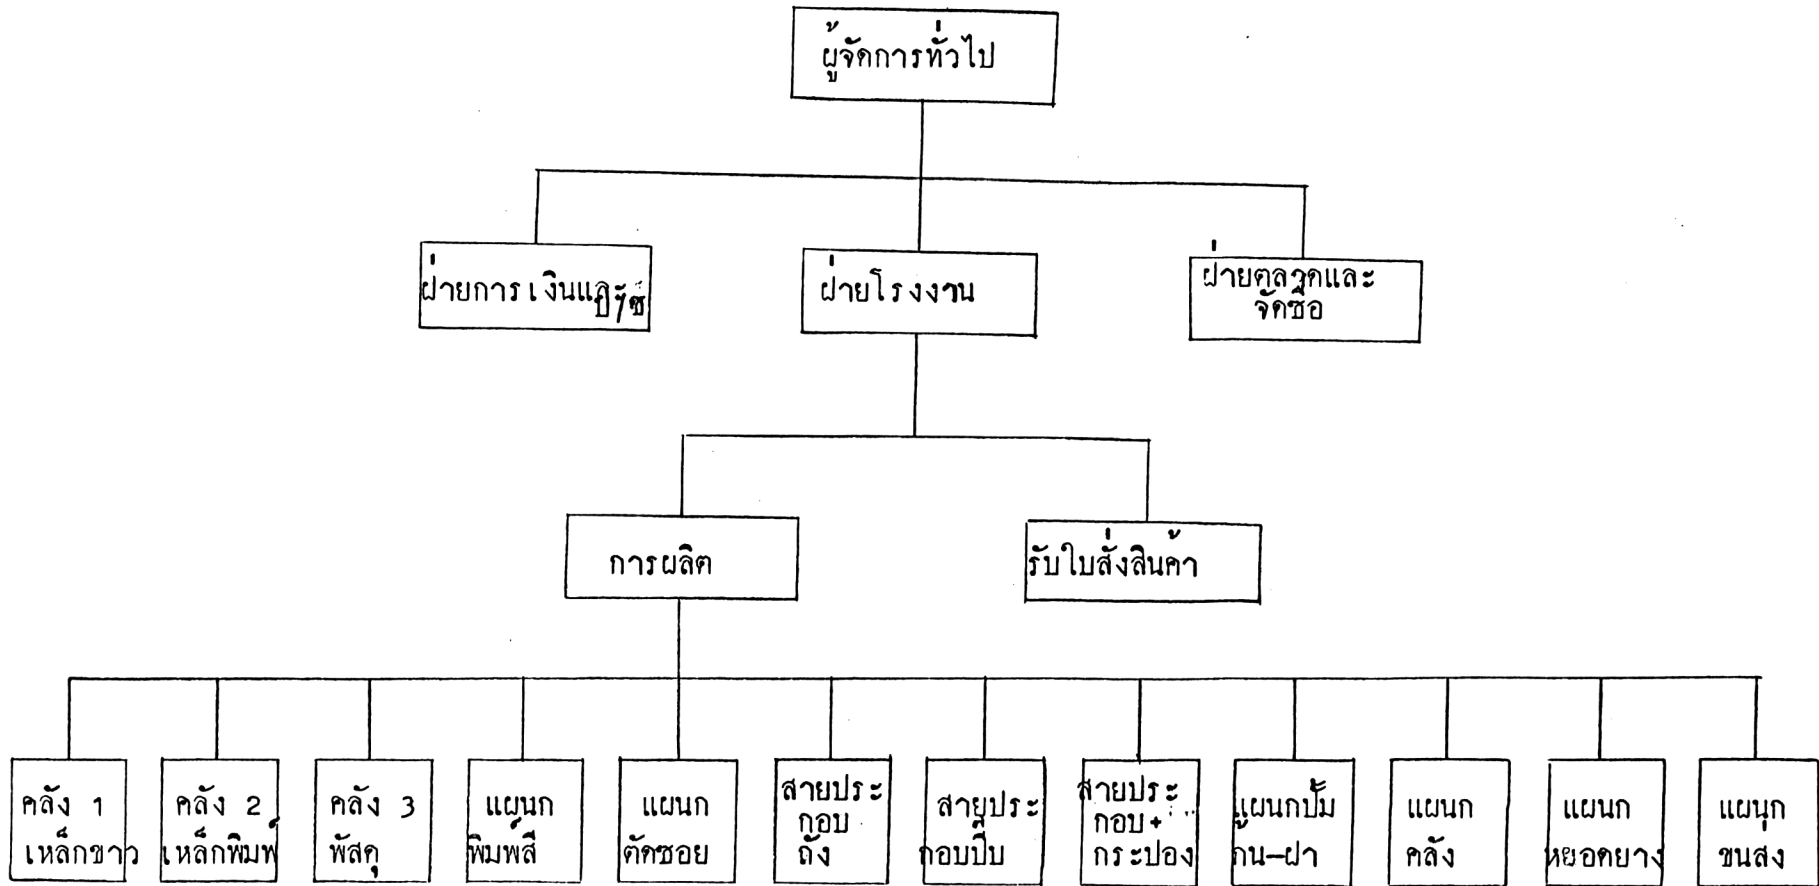 ผู้จัดการทั่วไป
ฝ่ายการเงินและ
ฝ่ายโรงงาน
ฝ่ายตลาดและ
จัดซื้อ
การผลิต
รับใบสั่งสินค้า
คลัง 1
เหล็กขาว
คลัง 2
เหล็กพิมพ์
คลัง 3
พัสดุ
แผนก
พิมพ์สี
แผนก
ตัดซอย
สายประ
กอบ
ถัง
สายประ
กอบปี๊บ
สายประ
กอบ+
กระป๋อง
แผนกปั๊ม
ก้น-ฝา
แผนก
คลัง
แผนก
หยอดยาง
แผนก
ขนส่ง